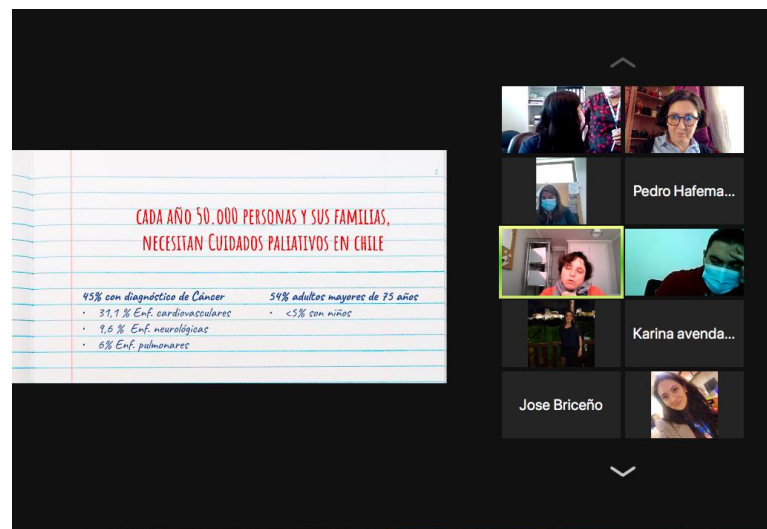 3
CADA AÑO 50.000 PERSONAS Y SUS FAMILIAS,
NECESITAN CUIDADOS PALIATIVOS EN CHILE
45% con diagnóstico de Cáncer
• 31,1 % Enf. cardiovasculares
• 9,6 % Enf. neurológicas
• 6% Enf. pulmonares
54% adultos mayores de 75 años
• <5% son niños
Pedro Hafema...
Karina avenda...
Jose Briceño